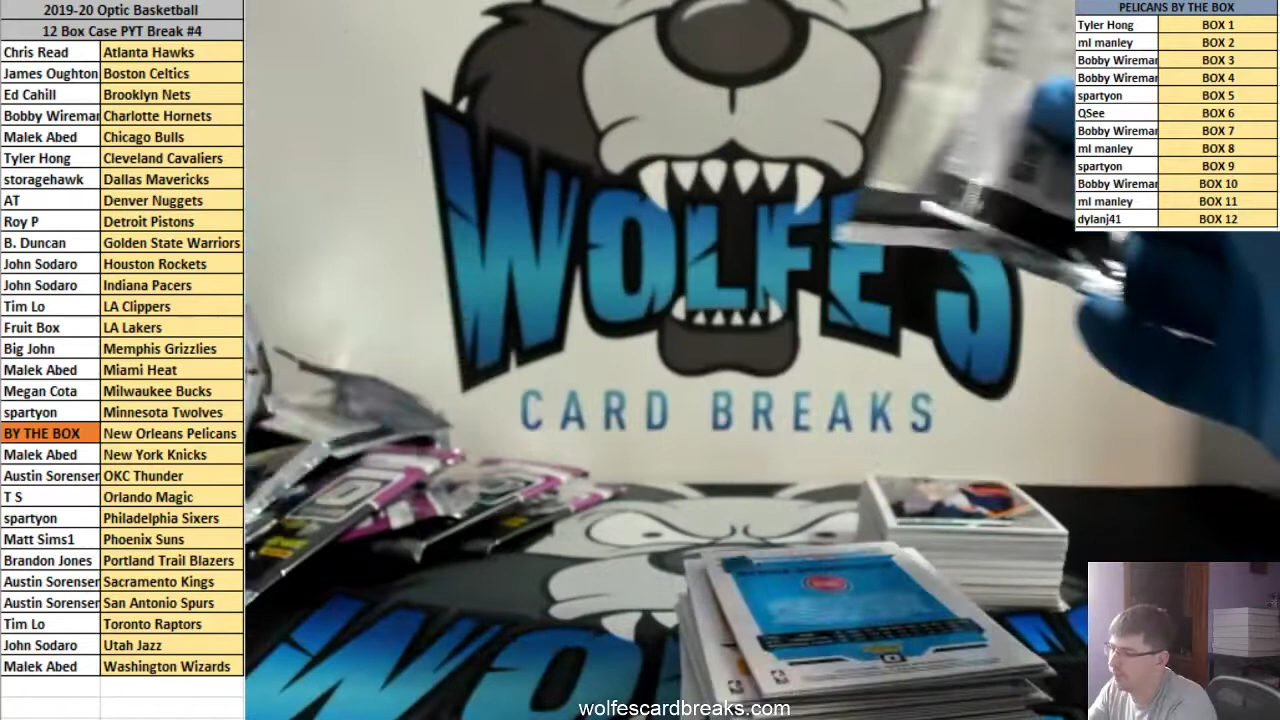 2019-20 Optic Basketball
12 Box Case PYT Break #4
Chris Read Atlanta Hawks
James Oughton Boston Celtics
Ed Cahill Brooklyn Nets
Bobby Wireman Charlotte Hornets
Malek Abed Chicago Bulls
Tyler Hong Cleveland Cavaliers
storagehawk Dallas Mavericks
AT Denver Nuggets
Roy P Detroit Pistons
B. Duncan Golden State Warriors
John Sodaro Houston Rockets
John Sodaro Indiana Pacers
Tim Lo LA Clippers
Fruit Box LA Lakers
Big John Memphis Grizzlies
Malek Abed Miami Heat
Megan Cota Milwaukee Bucks
spartyon Minnesota Twolves
BY THE BOX New Orleans Pelicans
Malek Abed New York Knicks
Austin Sorensen OKC Thunder
T S Orlando Magic
spartyon Philadelphia Sixers
Matt Sims1 Phoenix Suns
Brandon Jones Portland Trail Blazers
Austin Sorensen Sacramento Kings
Austin Sorensen San Antonio Spurs
Tim Lo Toronto Raptors
John Sodaro Utah Jazz
Malek Abed Washington Wizards
WOLFE'S
CARD BREAKS
WO
wolfescardbreaks.com
PELICANS BY THE BOX
Tyler Hong BOX 1
ml manley BOX 2
Bobby Wireman BOX 3
Bobby Wireman BOX 4
spartyon BOX 5
QSee BOX 6
Bobby Wireman BOX 7
ml manley BOX 8
spartyon BOX 9
Bobby Wireman BOX 10
ml manley BOX 11
dylanj41 BOX 12